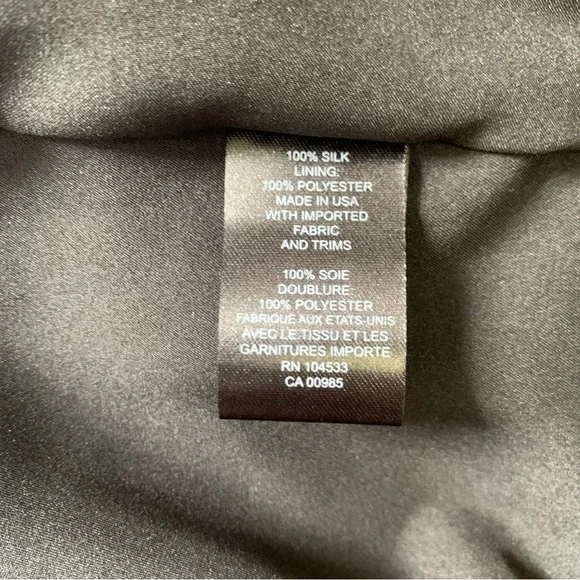 100% SILK
LINING:
100% POLYESTER
MADE IN USA
WITH IMPORTED
FABRIC
AND TRIMS
100% SOIE
DOUBLURE:
100% POLYESTER
FABRIQUE AUX ETATS-UNIS
AVEC LE TISSU ET LES
GARNITURES IMPORTE
RN 104533
CA 00985